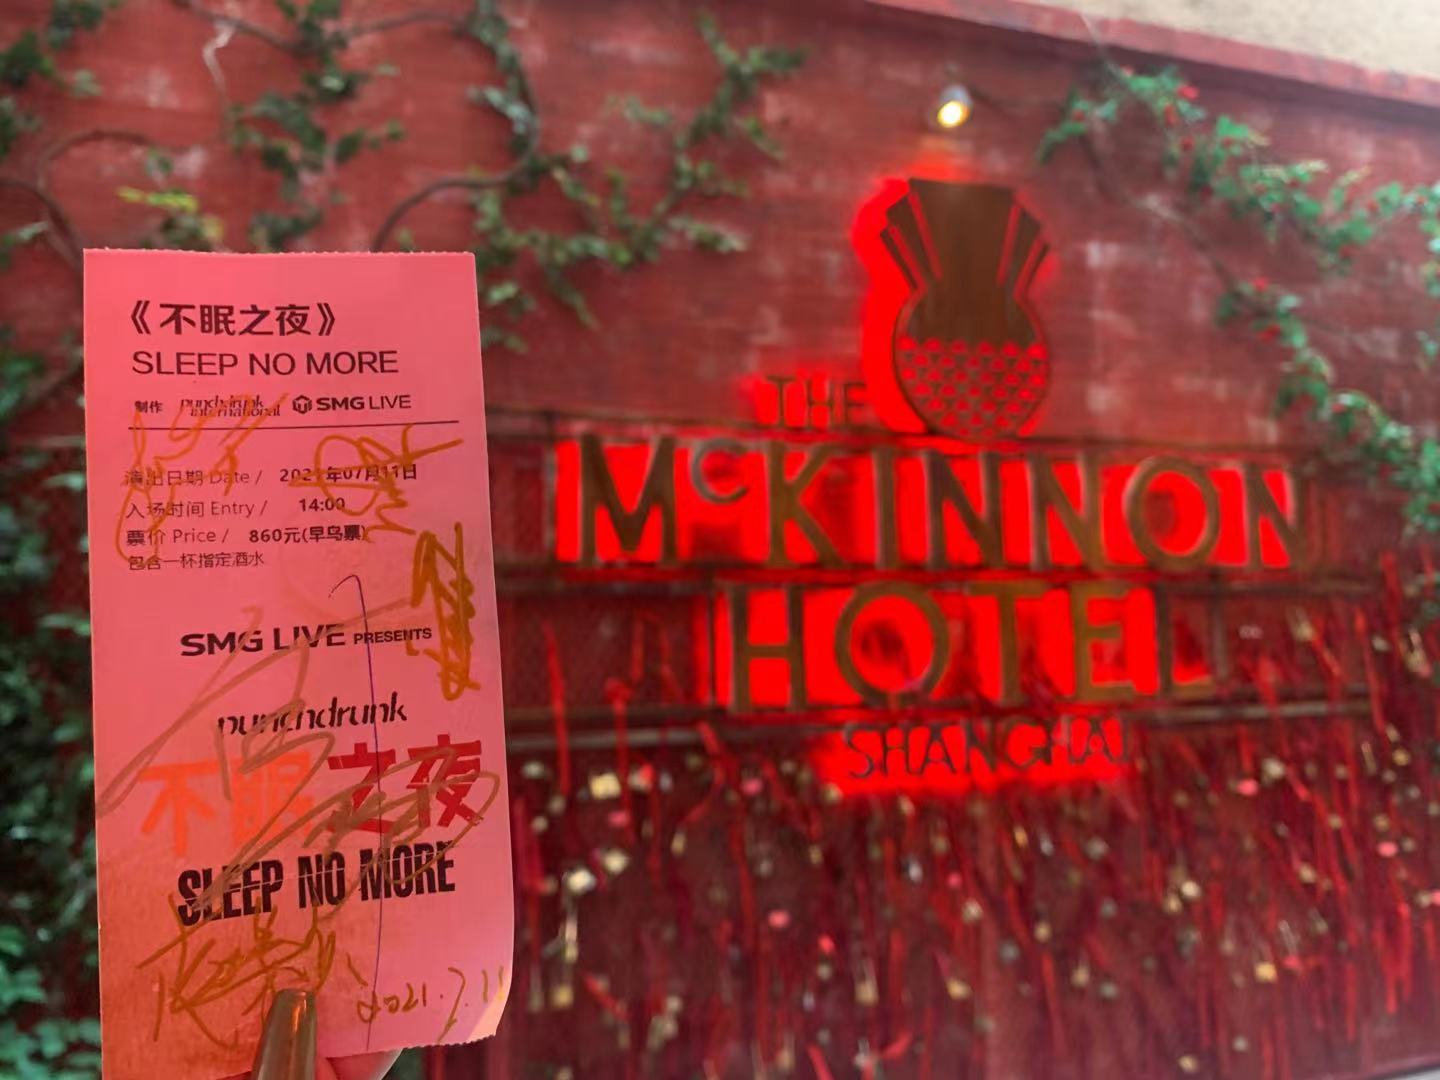 《不眠之夜》
SLEEP NO MORE
制作 punchdrunk international SMG LIVE
演出日期 Date / 2021年07月11日
入场时间 Entry / 14:00
票价 Price / 860元(早鸟票)
包含一杯指定酒水
SMG LIVE PRESENTS
punchdrunk
不眠之夜
SLEEP NO MORE
2021.7.11
THE
McKINNON
HOTEL
SHANGHAI